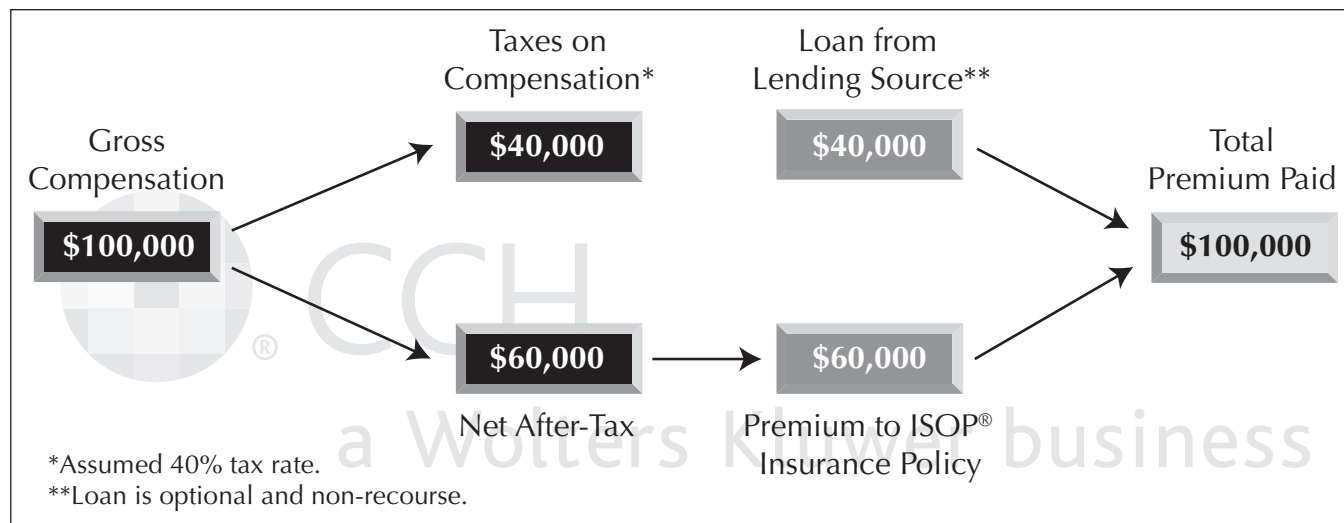 Gross
Compensation
$100,000
Taxes on
Compensation*
$40,000
$60,000
Net After-Tax
Loan from
Lending Source**
$40,000
$60,000
Premium to ISOP®
Insurance Policy
Total
Premium Paid
$100,000
*Assumed 40% tax rate.
**Loan is optional and non-recourse.
® CCH
a Wolters Kluwer business